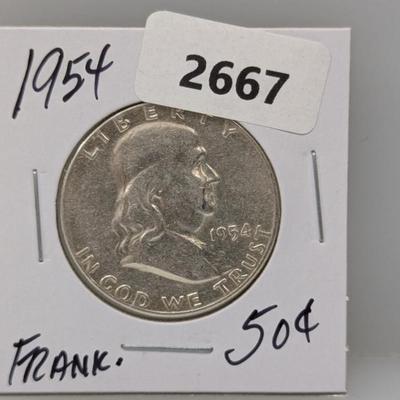 1954
2667
LIBERTY
1954
IN GOD WE TRUST
FRANK.
50¢